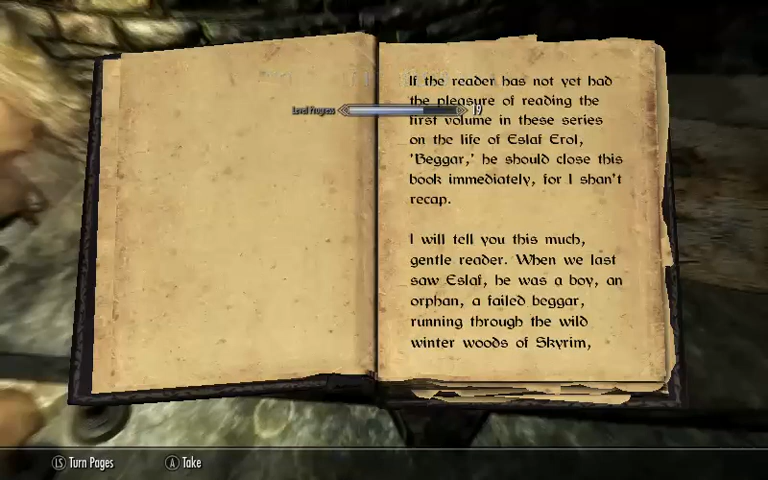 If the reader has not yet had
the pleasure of reading the
Level Progress 19
first volume in these series
on the life of Eslaf Erol,
'Beggar,' he should close this
book immediately, for I shan't
recap.
I will tell you this much,
gentle reader. When we last
saw Eslaf, he was a boy, an
orphan, a failed beggar,
running through the wild
winter woods of Skyrim,
LS Turn Pages A Take